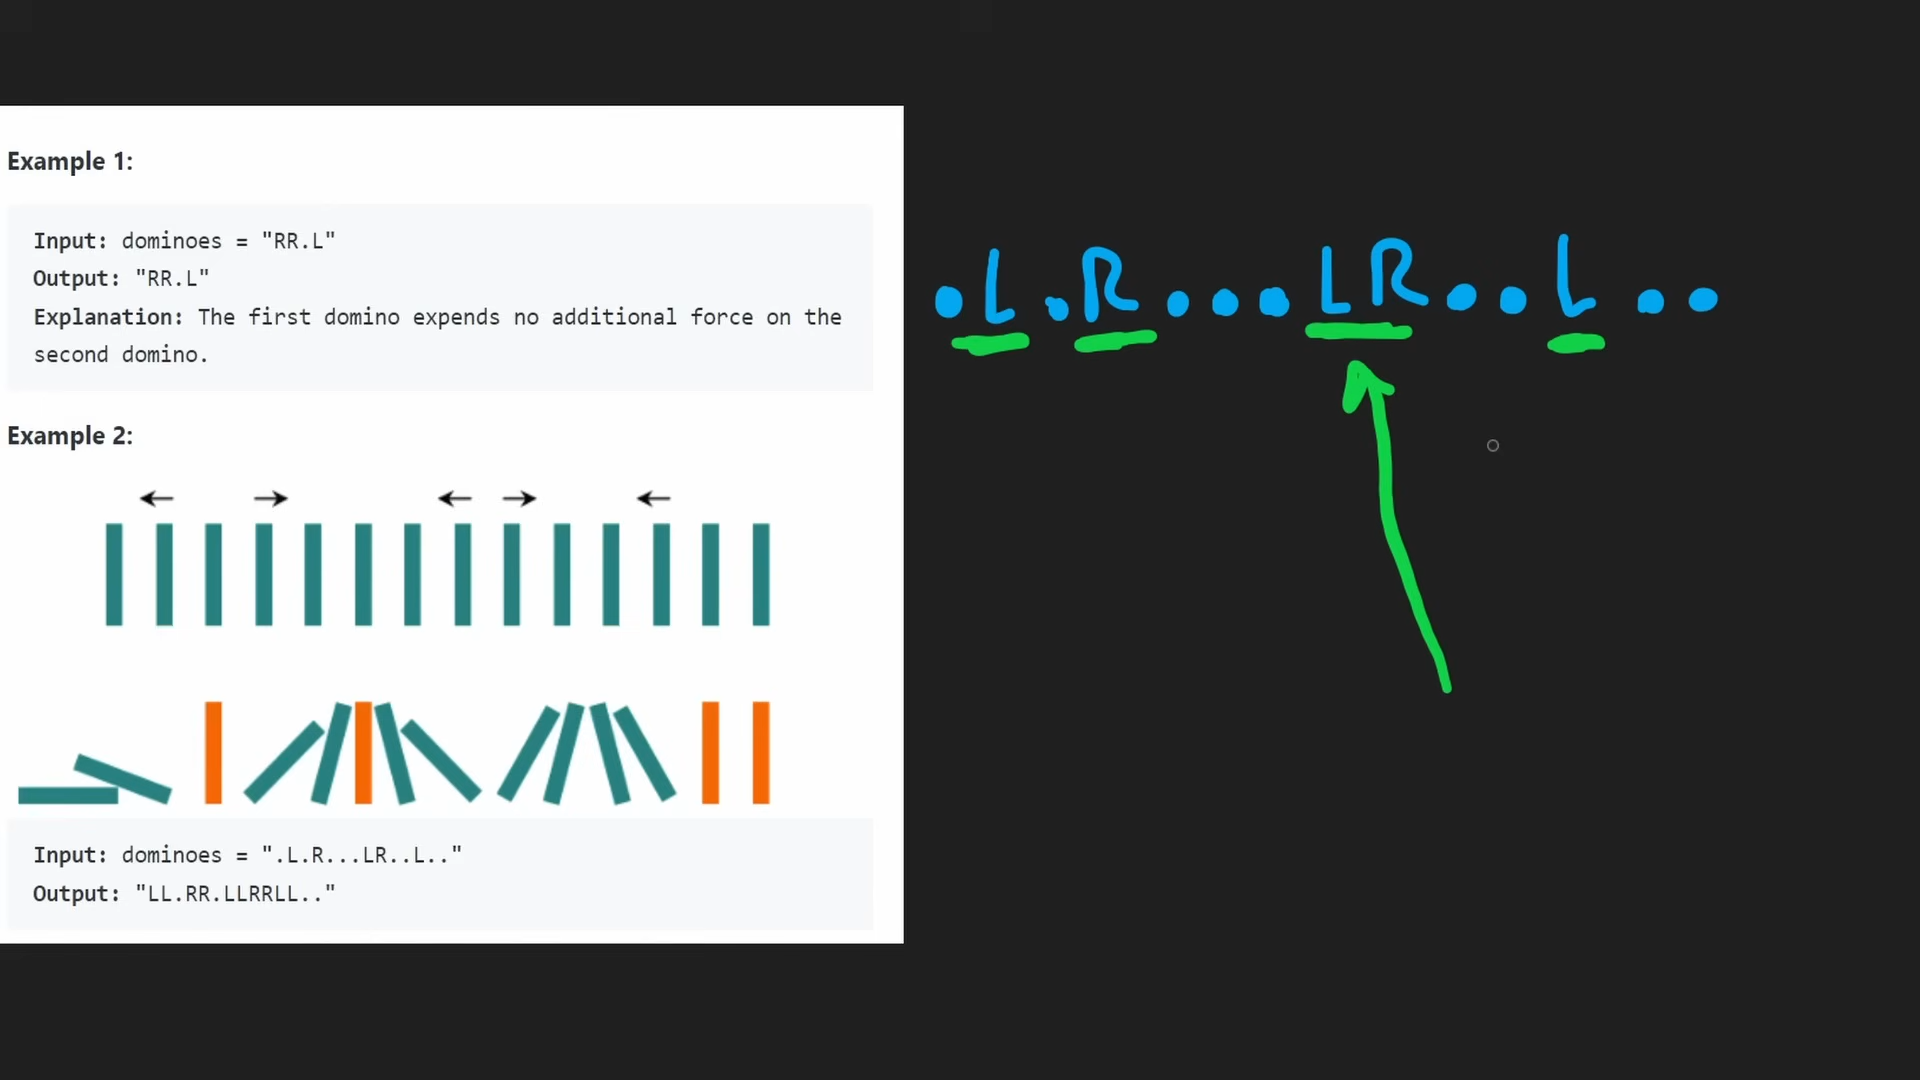 Example 1:
Input: dominoes = "RR.L"
Output: "RR.L"
Explanation: The first domino expends no additional force on the
second domino.
Example 2:
Input: dominoes = ".L.R...LR..L.."
Output: "LL.RR.LLRRLL.."
.L.R...LR..L..